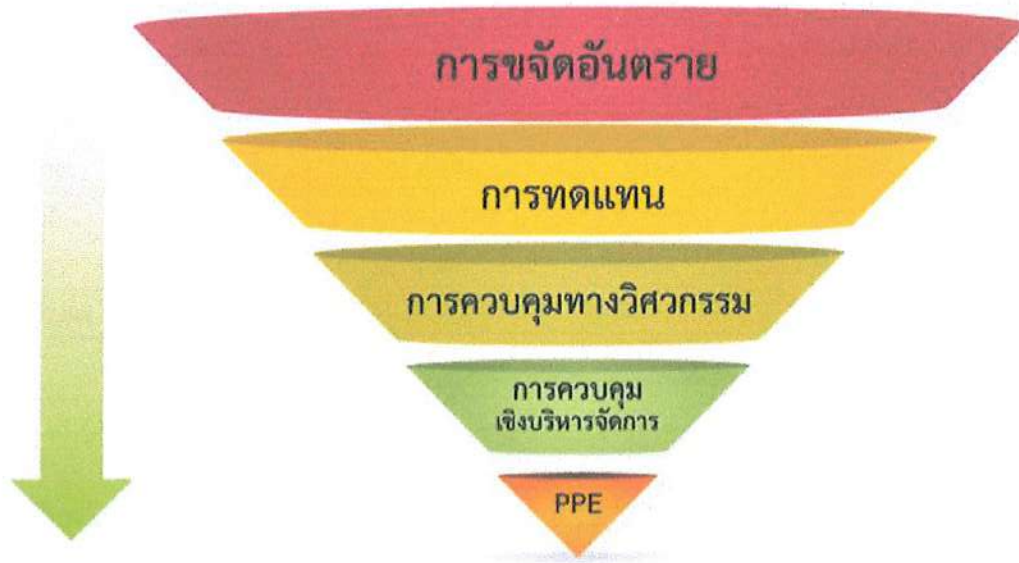 การขจัดอันตราย
การทดแทน
การควบคุมทางวิศวกรรม
การควบคุม
เชิงบริหารจัดการ
PPE